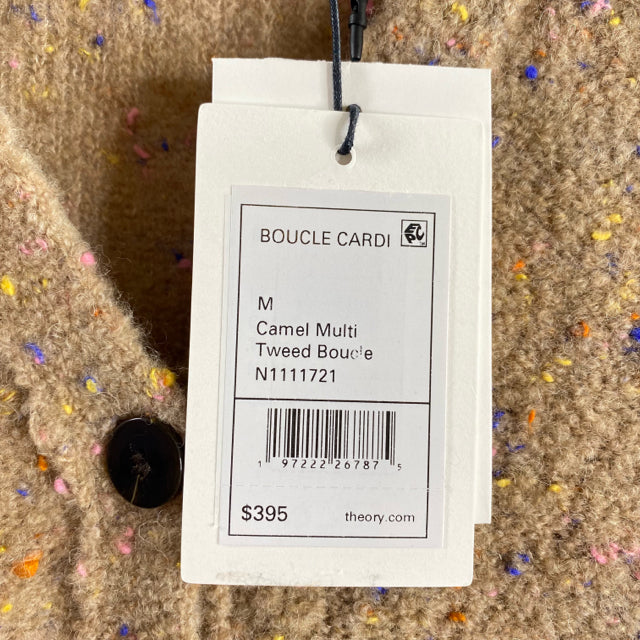 BOUCLE CARDI
M
Camel Multi
Tweed Boucle
N1111721
1 97222 26787 5
$395 theory.com